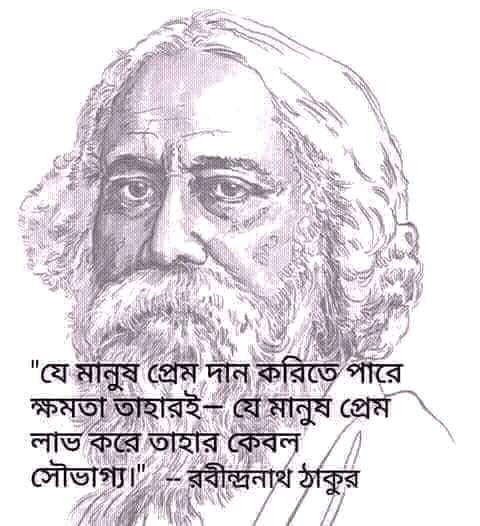 "যে মানুষ প্রেম দান করিতে পারে
ক্ষমতা তাহারই— যে মানুষ প্রেম
লাভ করে তাহার কেবল
সৌভাগ্য।" – রবীন্দ্রনাথ ঠাকুর